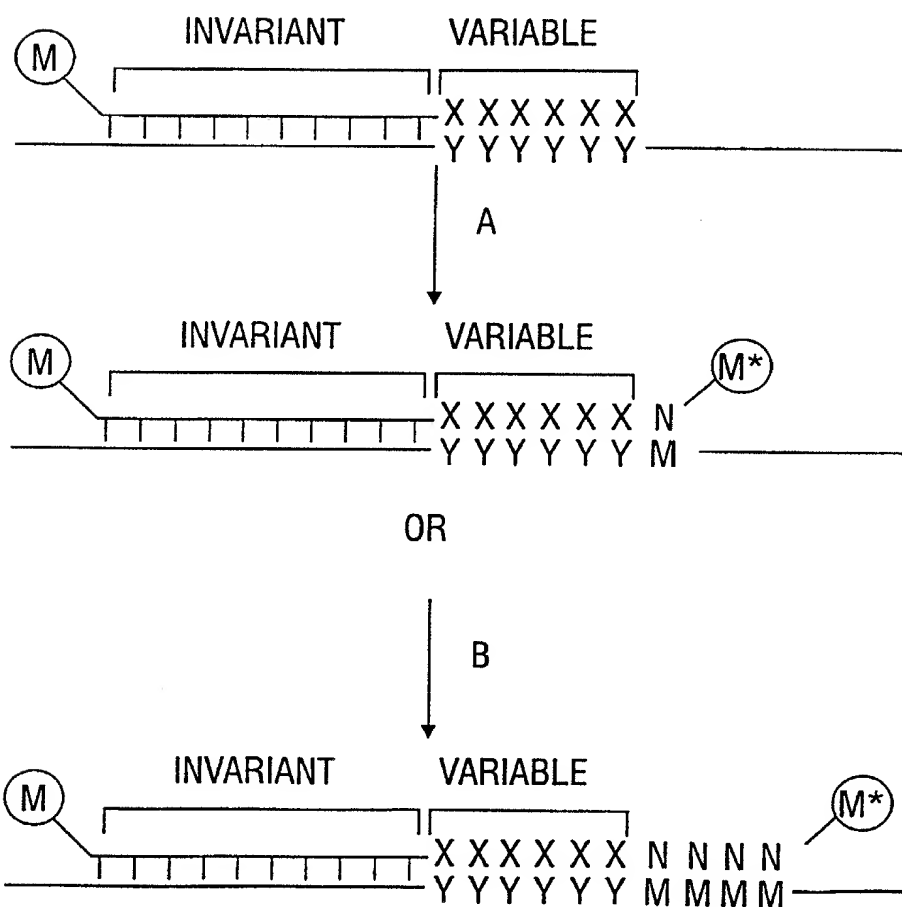 INVARIANT VARIABLE
M
X X X X X X
Y Y Y Y Y Y
A
INVARIANT VARIABLE
M M*
X X X X X X N
Y Y Y Y Y Y M
OR
B
INVARIANT VARIABLE
M M*
X X X X X X N N N N
Y Y Y Y Y Y M M M M